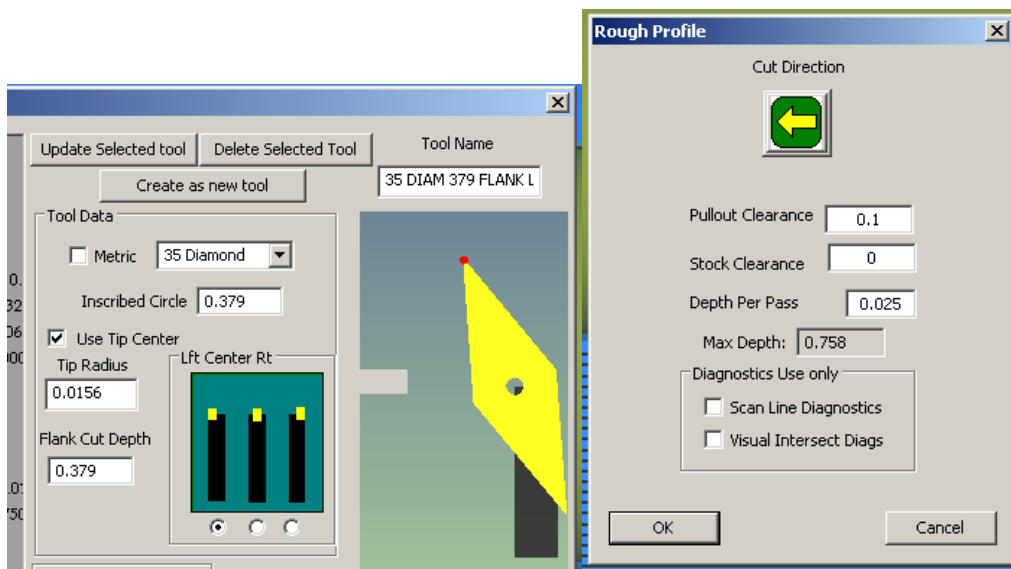 Update Selected tool
Delete Selected Tool
Tool Name
Create as new tool
35 DIAM 379 FLANK L
Tool Data
Metric
35 Diamond
Inscribed Circle
0.379
Use Tip Center
Tip Radius
0.0156
Lft Center Rt
Flank Cut Depth
0.379
0.
32
06
Rough Profile
Cut Direction
Pullout Clearance
0.1
Stock Clearance
0
Depth Per Pass
0.025
Max Depth:
0.758
Diagnostics Use only
Scan Line Diagnostics
Visual Intersect Diags
OK
Cancel